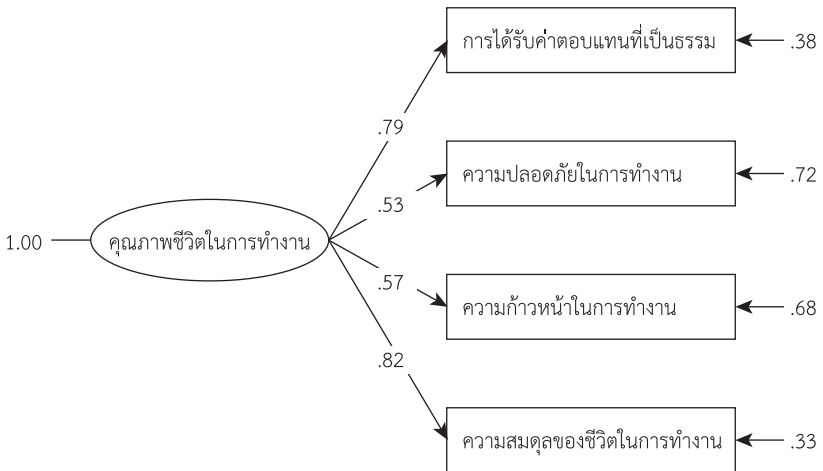 การได้รับค่าตอบแทนที่เป็นธรรม
.38
.79
ความปลอดภัยในการทำงาน
.72
.53
1.00
คุณภาพชีวิตในการทำงาน
.57
ความก้าวหน้าในการทำงาน
.68
.82
ความสมดุลของชีวิตในการทำงาน
.33